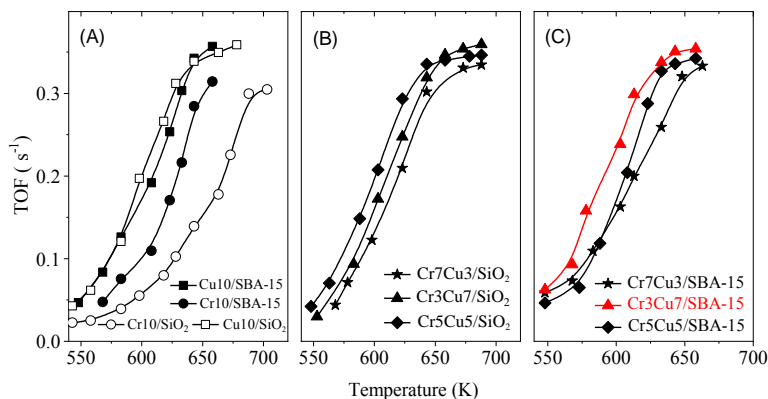 (A)
(B)
(C)
TOF ( s⁻¹)
0.3
0.2
0.1
0.0
Cu10/SBA-15
Cr10/SBA-15
Cr10/SiO₂ Cu10/SiO₂
Cr7Cu3/SiO₂
Cr3Cu7/SiO₂
Cr5Cu5/SiO₂
Cr7Cu3/SBA-15
Cr3Cu7/SBA-15
Cr5Cu5/SBA-15
550 600 650 700 550 600 650 700 550 600 650 700
Temperature (K)